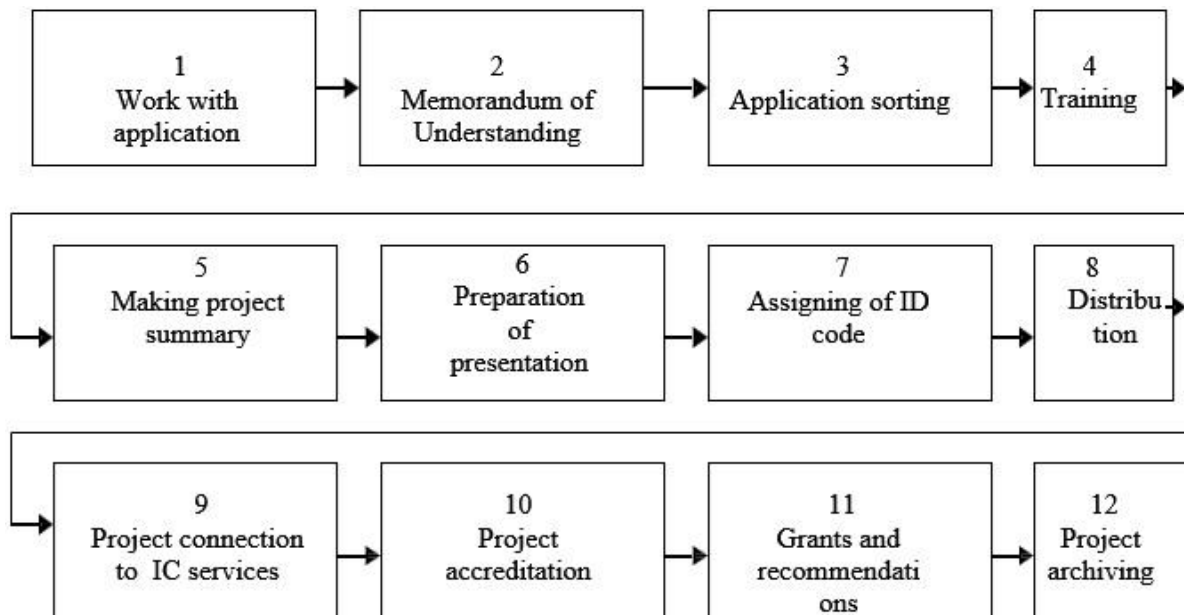 1
Work with
application
2
Memorandum of
Understanding
3
Application sorting
4
Training
5
Making project
summary
6
Preparation
of
presentation
7
Assigning of ID
code
8
Distribu
tion
9
Project connection
to IC services
10
Project
accreditation
11
Grants and
recommendati
ons
12
Project
archiving